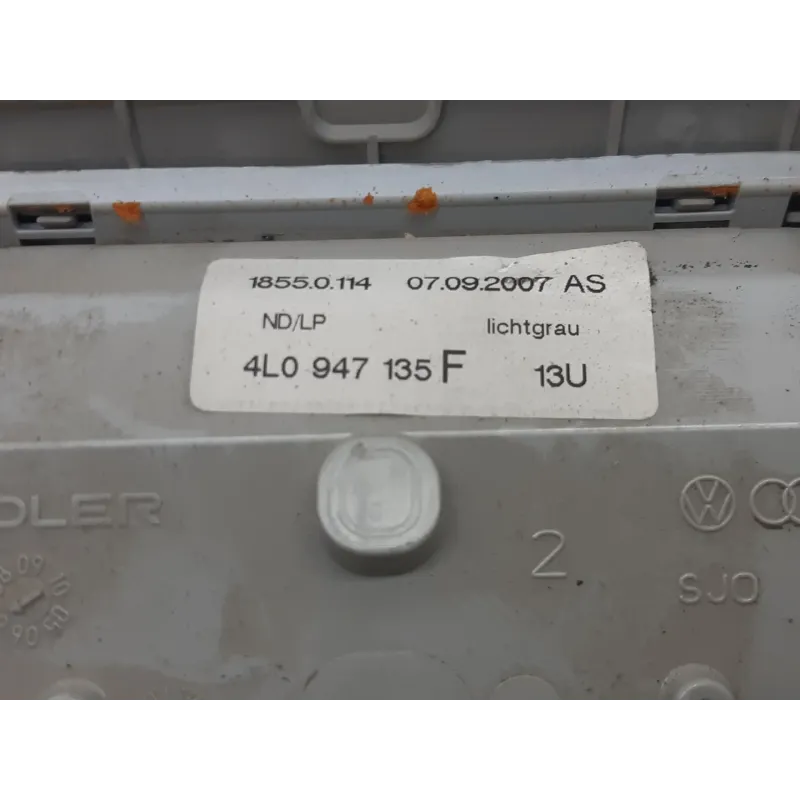 1855.0.114 07.09.2007 AS
ND/LP lichtgrau
4L0 947 135 F 13U
DLER
2
SJO